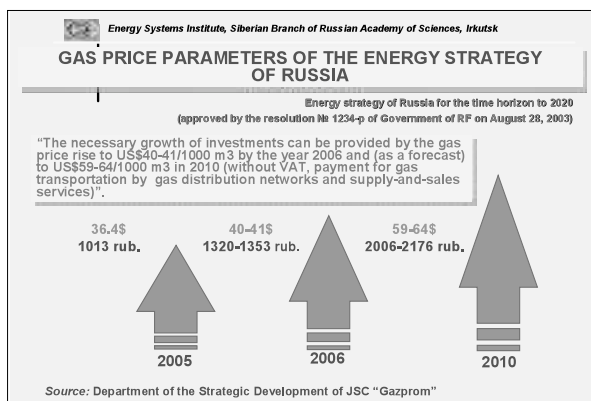 Energy Systems Institute, Siberian Branch of Russian Academy of Sciences, Irkutsk
GAS PRICE PARAMETERS OF THE ENERGY STRATEGY
OF RUSSIA
Energy strategy of Russia for the time horizon to 2020
(approved by the resolution № 1234-p of Government of RF on August 28, 2003)
“The necessary growth of investments can be provided by the gas
price rise to US$40-41/1000 m3 by the year 2006 and (as a forecast)
to US$59-64/1000 m3 in 2010 (without VAT, payment for gas
transportation by gas distribution networks and supply-and-sales
services)”.
36.4$ 40-41$ 59-64$
1013 rub. 1320-1353 rub. 2006-2176 rub.
2005 2006 2010
Source: Department of the Strategic Development of JSC “Gazprom”